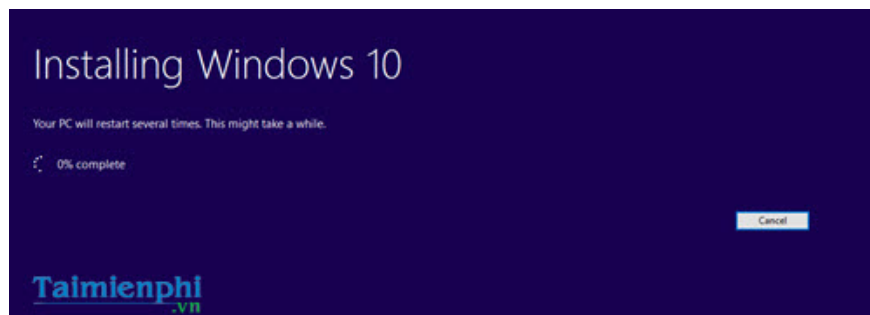 Installing Windows 10
Your PC will restart several times. This might take a while.
0% complete
Cancel
Taimienphi
.vn